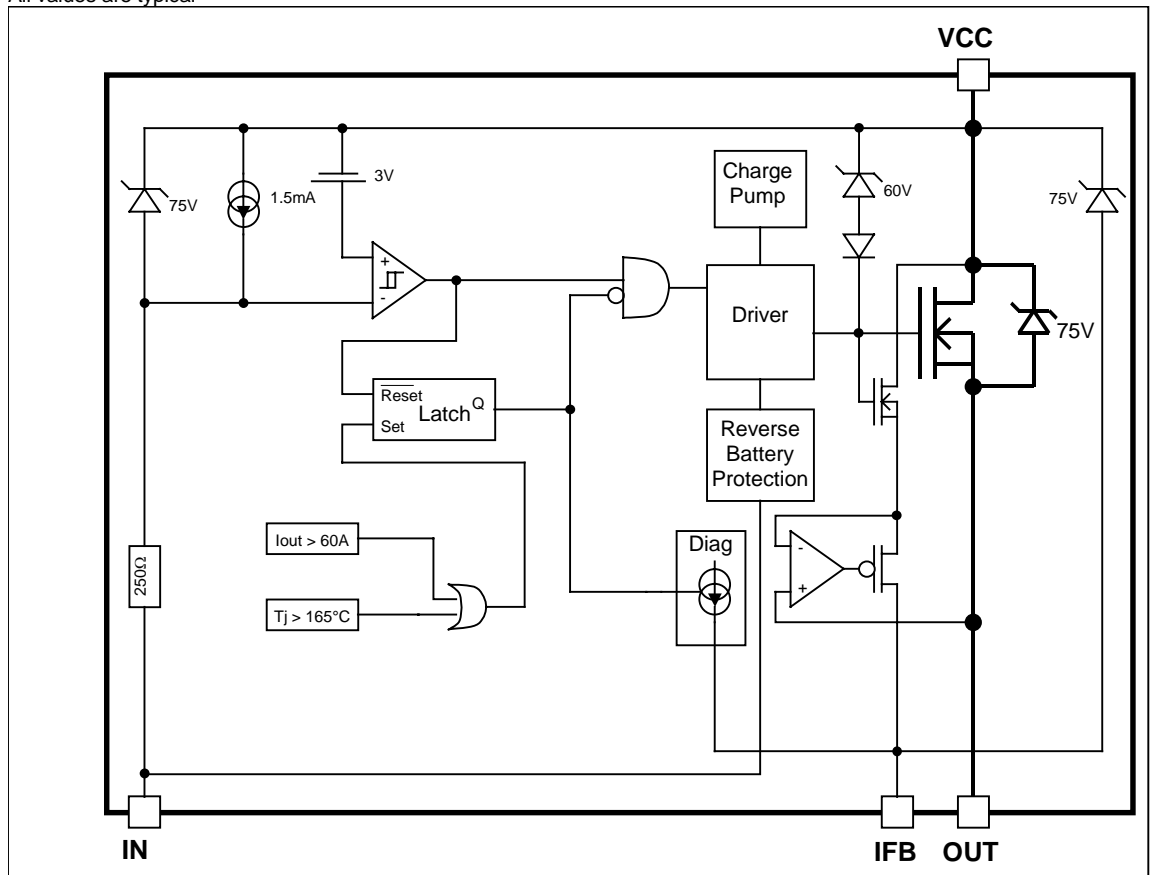 All values are typical
VCC
75V
1.5mA
3V
Charge
Pump
60V
75V
+
-
Driver
75V
Reset
Latch
Q
Set
Reverse
Battery
Protection
Iout > 60A
Tj > 165°C
250Ω
Diag
-
+
IN
IFB
OUT